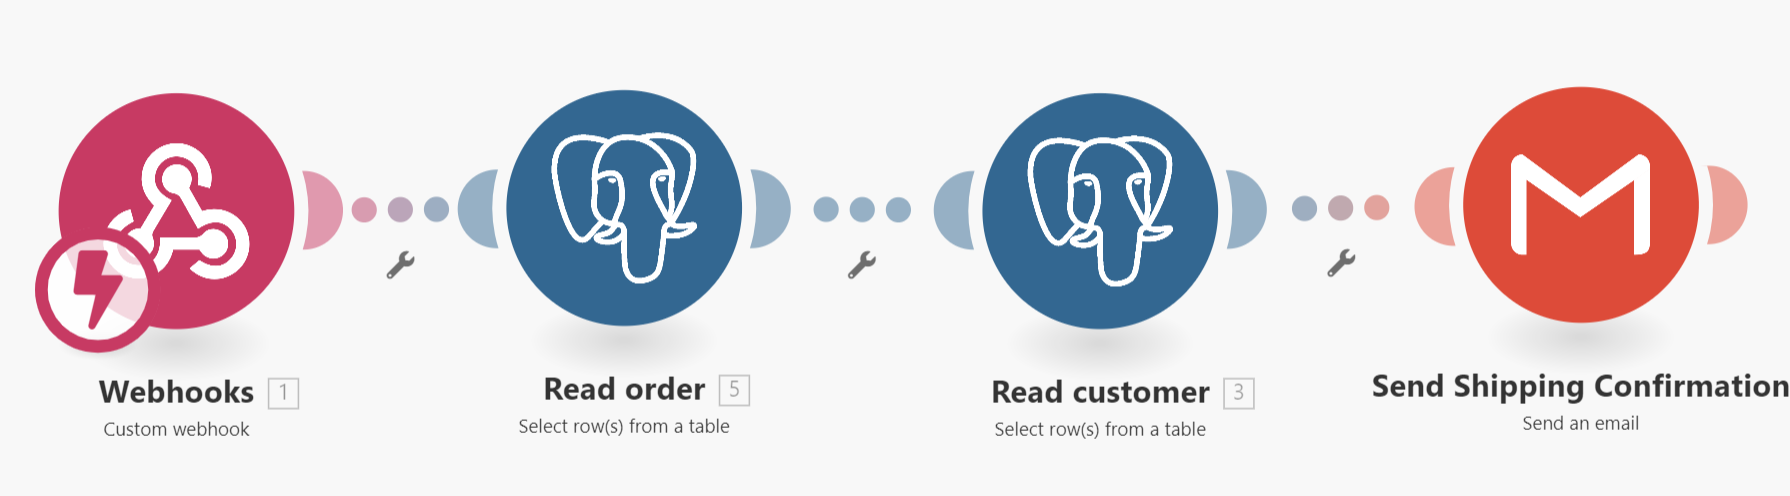 Webhooks 1
Custom webhook
Read order 5
Select row(s) from a table
Read customer 3
Select row(s) from a table
Send Shipping Confirmation
Send an email